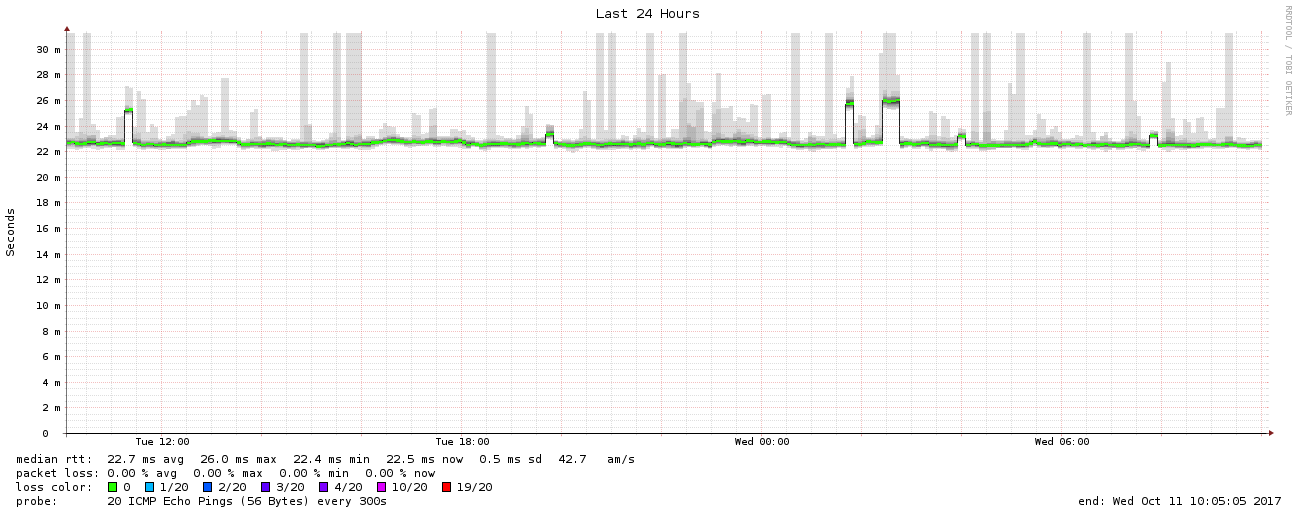 Last 24 Hours
RRDTOOL / TOBI OETIKER
Seconds
30 m
28 m
26 m
24 m
22 m
20 m
18 m
16 m
14 m
12 m
10 m
8 m
6 m
4 m
2 m
0
Tue 12:00 Tue 18:00 Wed 00:00 Wed 06:00
median rtt: 22.7 ms avg 26.0 ms max 22.4 ms min 22.5 ms now 0.5 ms sd 42.7 am/s
packet loss: 0.00 % avg 0.00 % max 0.00 % min 0.00 % now
loss color: 0 1/20 2/20 3/20 4/20 10/20 19/20
probe: 20 ICMP Echo Pings (56 Bytes) every 300s end: Wed Oct 11 10:05:05 2017